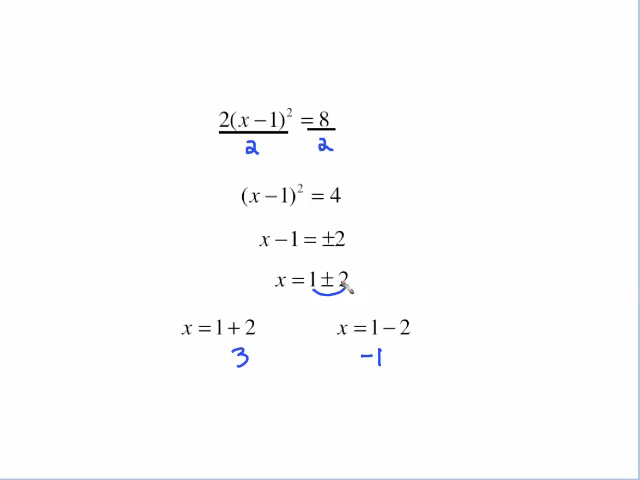 2(x − 1)² = 8
2 2
(x − 1)² = 4
x − 1 = ±2
x = 1 ± 2
x = 1 + 2 x = 1 − 2
3 −1